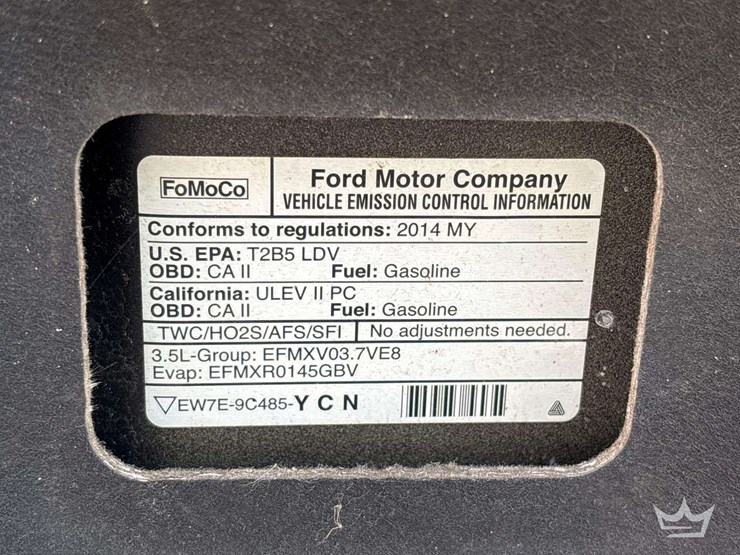 FoMoCo
Ford Motor Company
VEHICLE EMISSION CONTROL INFORMATION
Conforms to regulations: 2014 MY
U.S. EPA: T2B5 LDV
OBD: CA II Fuel: Gasoline
California: ULEV II PC
OBD: CA II Fuel: Gasoline
TWC/HO2S/AFS/SFI No adjustments needed.
3.5L-Group: EFMXV03.7VE8
Evap: EFMXR0145GBV
▽EW7E-9C485-Y C N